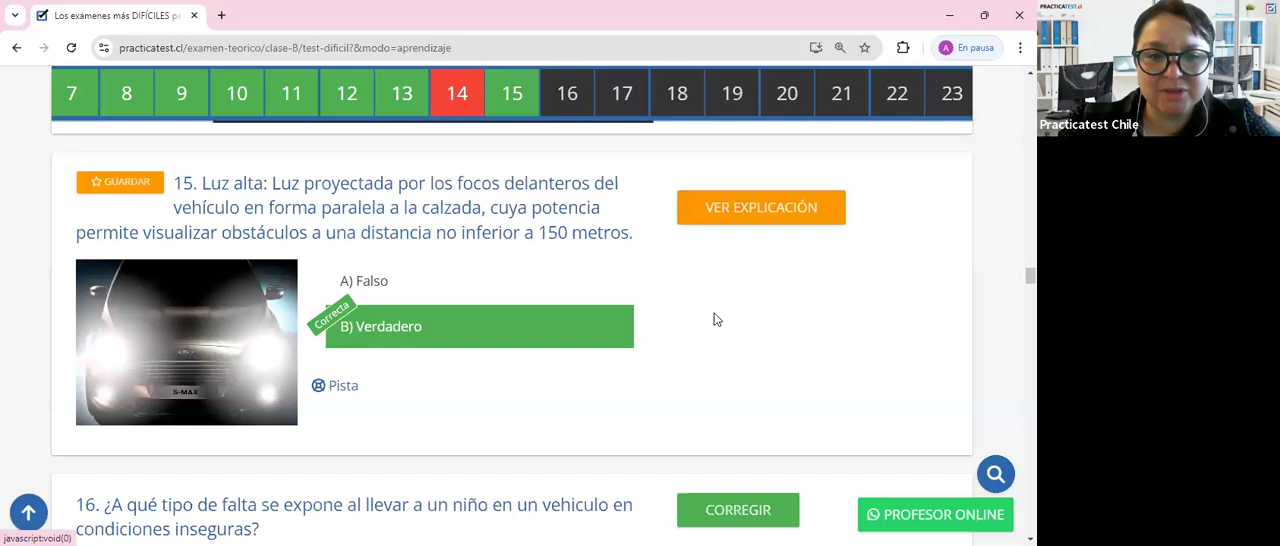 Los exámenes más DIFÍCILES pa
practicatest.cl/examen-teorico/clase-B/test-dificil?&modo=aprendizaje
A
En pausa
PRACTICATEST.cl
Practicatest Chile
7 8 9 10 11 12 13 14 15 16 17 18 19 20 21 22 23
GUARDAR
15. Luz alta: Luz proyectada por los focos delanteros del
vehículo en forma paralela a la calzada, cuya potencia
permite visualizar obstáculos a una distancia no inferior a 150 metros.
VER EXPLICACIÓN
A) Falso
Correcta
B) Verdadero
Pista
S-MAX
16. ¿A qué tipo de falta se expone al llevar a un niño en un vehiculo en
condiciones inseguras?
CORREGIR
PROFESOR ONLINE
javascript:void(0)